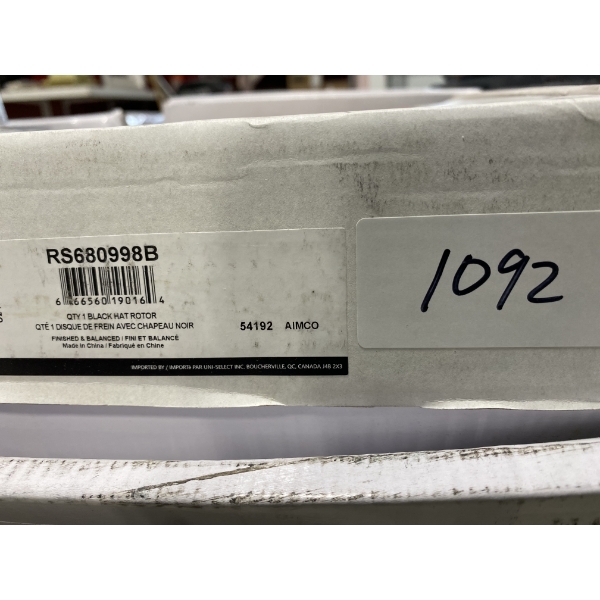 RS680998B
6 66560 19016 4
QTY 1 BLACK HAT ROTOR
QTÉ 1 DISQUE DE FREIN AVEC CHAPEAU NOIR
54192 AIMCO
FINISHED & BALANCED / FINI ET BALANCÉ
Made in China / Fabriqué en Chine
IMPORTED BY / IMPORTÉ PAR UNI-SELECT INC. BOUCHERVILLE, QC, CANADA J4B 2X3
1092